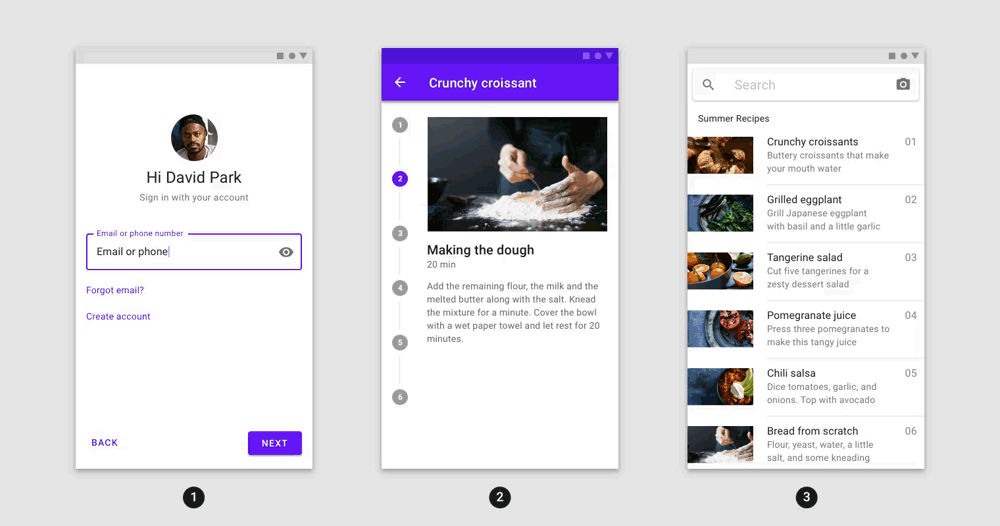 Hi David Park
Sign in with your account
Email or phone number
Email or phone
Forgot email?
Create account
BACK
NEXT
1
Crunchy croissant
1
2
3
4
5
6
Making the dough
20 min
Add the remaining flour, the milk and the
melted butter along with the salt. Knead
the mixture for a minute. Cover the bowl
with a wet paper towel and let rest for 20
minutes.
2
Search
Summer Recipes
Crunchy croissants
01
Buttery croissants that make
your mouth water
Grilled eggplant
02
Grill Japanese eggplant
with basil and a little garlic
Tangerine salad
03
Cut five tangerines for a
zesty dessert salad
Pomegranate juice
04
Press three pomegranates to
make this tangy juice
Chili salsa
05
Dice tomatoes, garlic, and
onions. Top with avocado
Bread from scratch
06
Flour, yeast, water, a little
salt, and some kneading
3